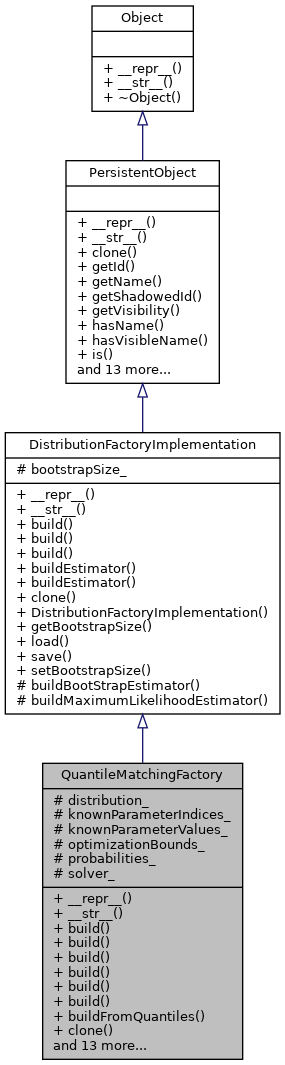 Object
+ __repr__()
+ __str__()
+ ~Object()
PersistentObject
+ __repr__()
+ __str__()
+ clone()
+ getId()
+ getName()
+ getShadowedId()
+ getVisibility()
+ hasName()
+ hasVisibleName()
+ is()
and 13 more...
DistributionFactoryImplementation
# bootstrapSize_
+ __repr__()
+ __str__()
+ build()
+ build()
+ build()
+ buildEstimator()
+ buildEstimator()
+ clone()
+ DistributionFactoryImplementation()
+ getBootstrapSize()
+ load()
+ save()
+ setBootstrapSize()
# buildBootStrapEstimator()
# buildMaximumLikelihoodEstimator()
QuantileMatchingFactory
# distribution_
# knownParameterIndices_
# knownParameterValues_
# optimizationBounds_
# probabilities_
# solver_
+ __repr__()
+ __str__()
+ build()
+ build()
+ build()
+ build()
+ build()
+ build()
+ buildFromQuantiles()
+ clone()
and 13 more...